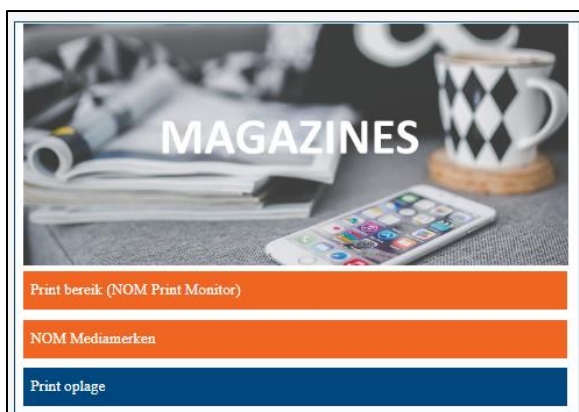 MAGAZINES
Print bereik (NOM Print Monitor)
NOM Mediamerken
Print oplage